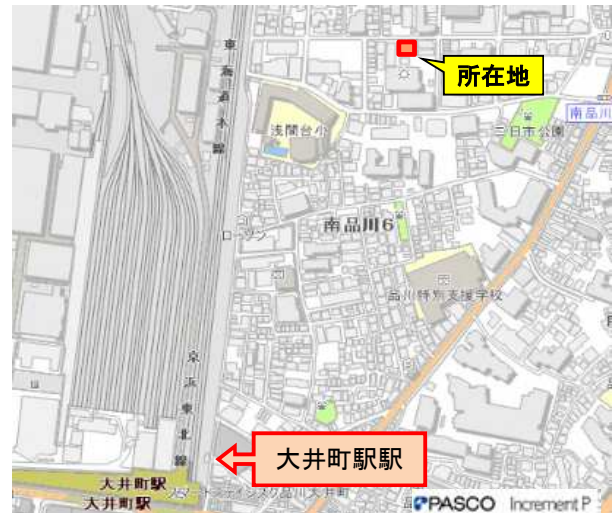 東海道本線
所在地
南品川
浅間台小
三日市公園
南品川6
ローソン
品川特別支援学校
京浜東北線
大井町駅駅
大井町駅
大井町駅
PASCO Increment P